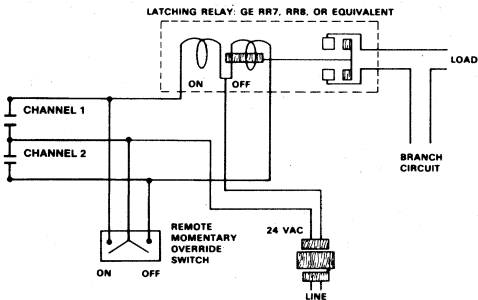 LATCHING RELAY: GE RR7, RR8, OR EQUIVALENT
ON OFF
LOAD
CHANNEL 1
CHANNEL 2
BRANCH
CIRCUIT
REMOTE
MOMENTARY
OVERRIDE
SWITCH
24 VAC
ON OFF
LINE